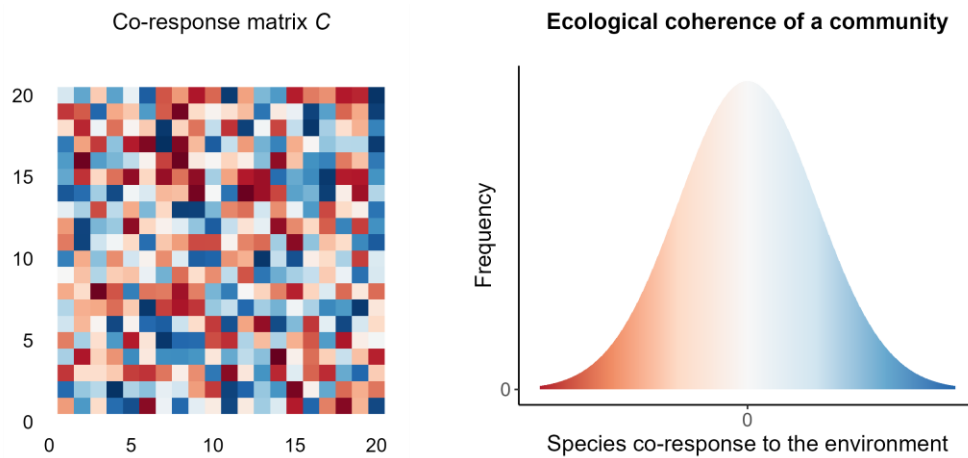 Co-response matrix C
20
15
10
5
0
0 5 10 15 20
Ecological coherence of a community
Frequency
0
0
Species co-response to the environment